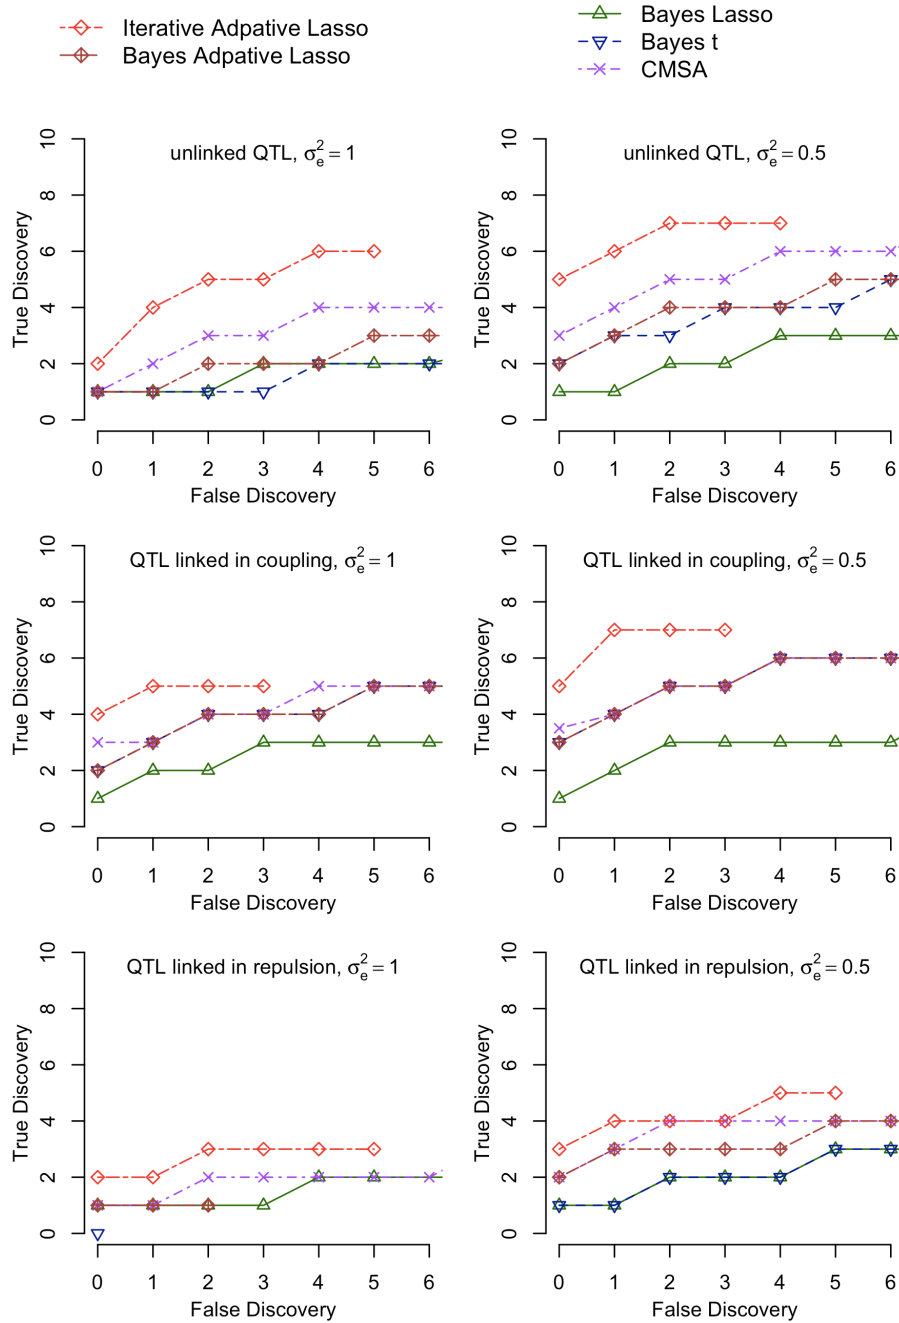 Iterative Adpative Lasso
Bayes Adpative Lasso
Bayes Lasso
Bayes t
CMSA
unlinked QTL, σ²ₑ = 1
True Discovery
0 2 4 6 8 10
0 1 2 3 4 5 6
False Discovery
unlinked QTL, σ²ₑ = 0.5
True Discovery
0 2 4 6 8 10
0 1 2 3 4 5 6
False Discovery
QTL linked in coupling, σ²ₑ = 1
True Discovery
0 2 4 6 8 10
0 1 2 3 4 5 6
False Discovery
QTL linked in coupling, σ²ₑ = 0.5
True Discovery
0 2 4 6 8 10
0 1 2 3 4 5 6
False Discovery
QTL linked in repulsion, σ²ₑ = 1
True Discovery
0 2 4 6 8 10
0 1 2 3 4 5 6
False Discovery
QTL linked in repulsion, σ²ₑ = 0.5
True Discovery
0 2 4 6 8 10
0 1 2 3 4 5 6
False Discovery